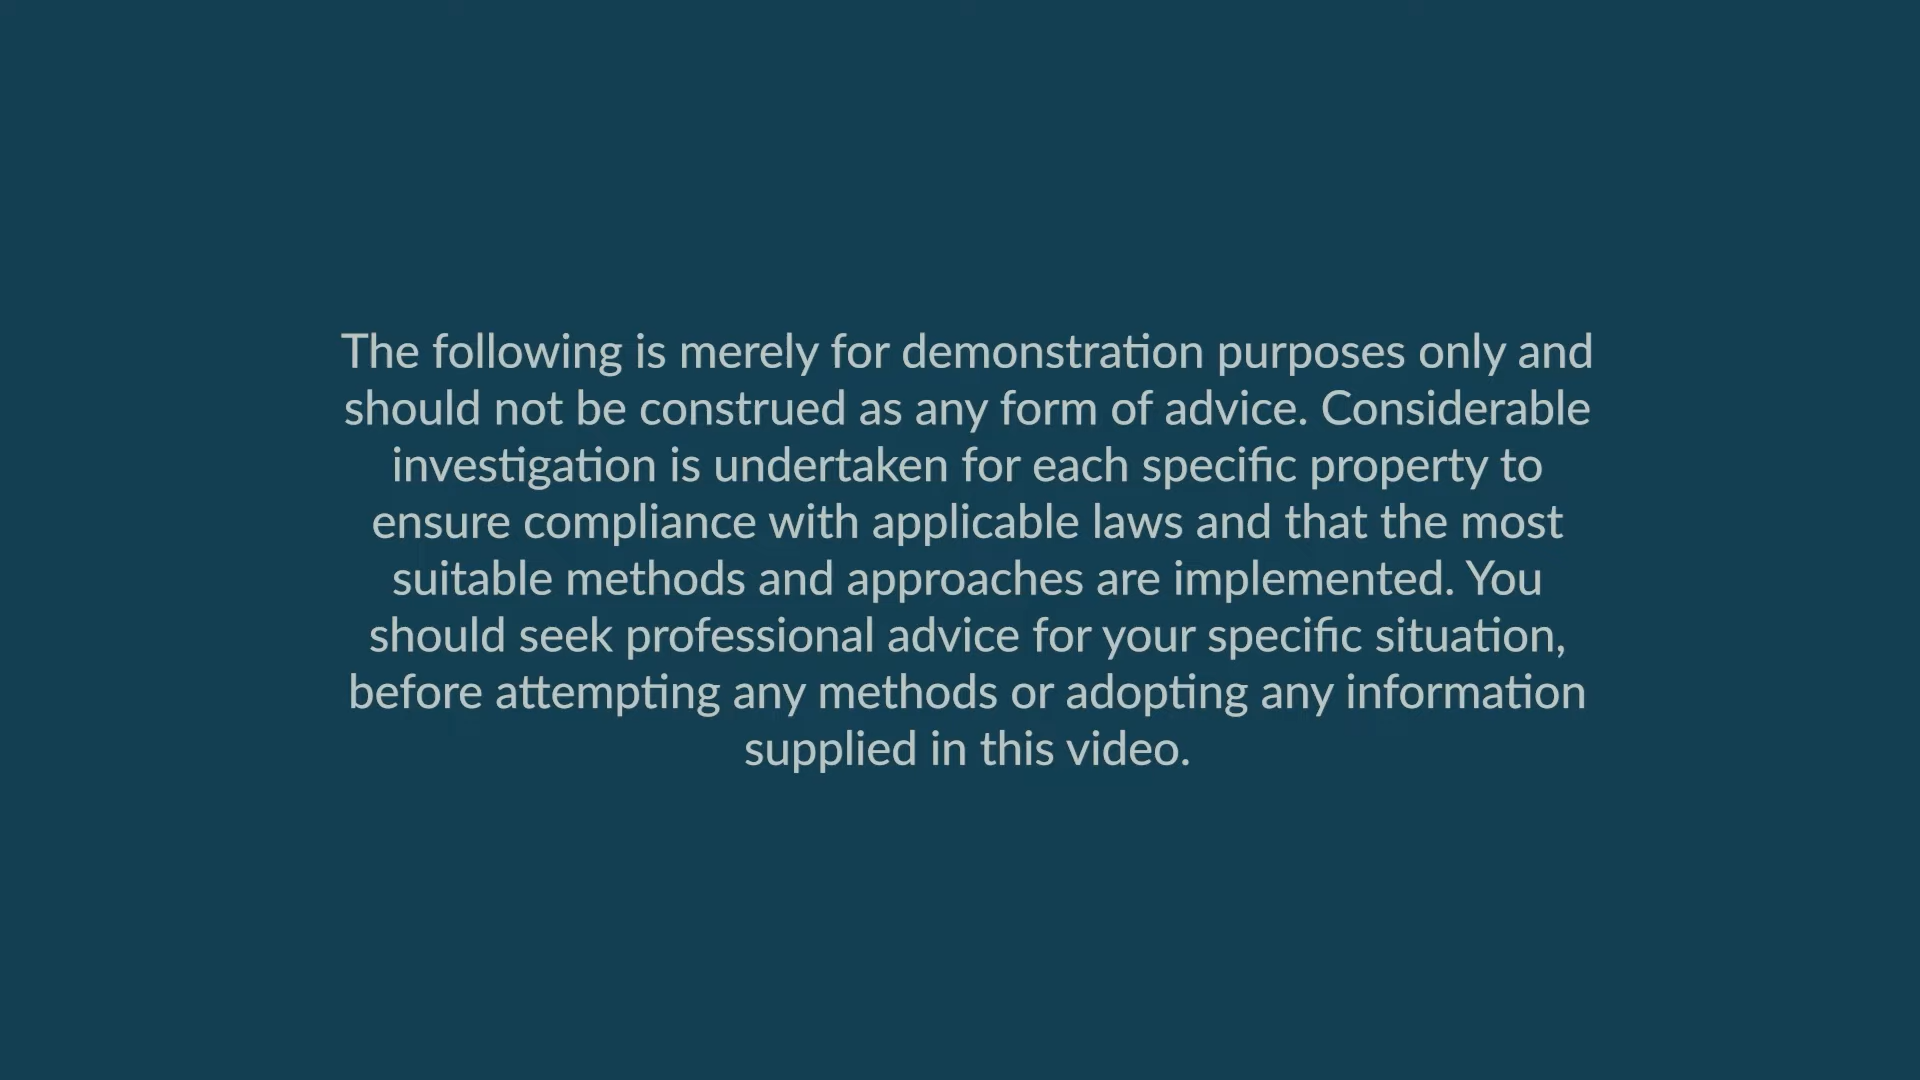 The following is merely for demonstration purposes only and
should not be construed as any form of advice. Considerable
investigation is undertaken for each specific property to
ensure compliance with applicable laws and that the most
suitable methods and approaches are implemented. You
should seek professional advice for your specific situation,
before attempting any methods or adopting any information
supplied in this video.